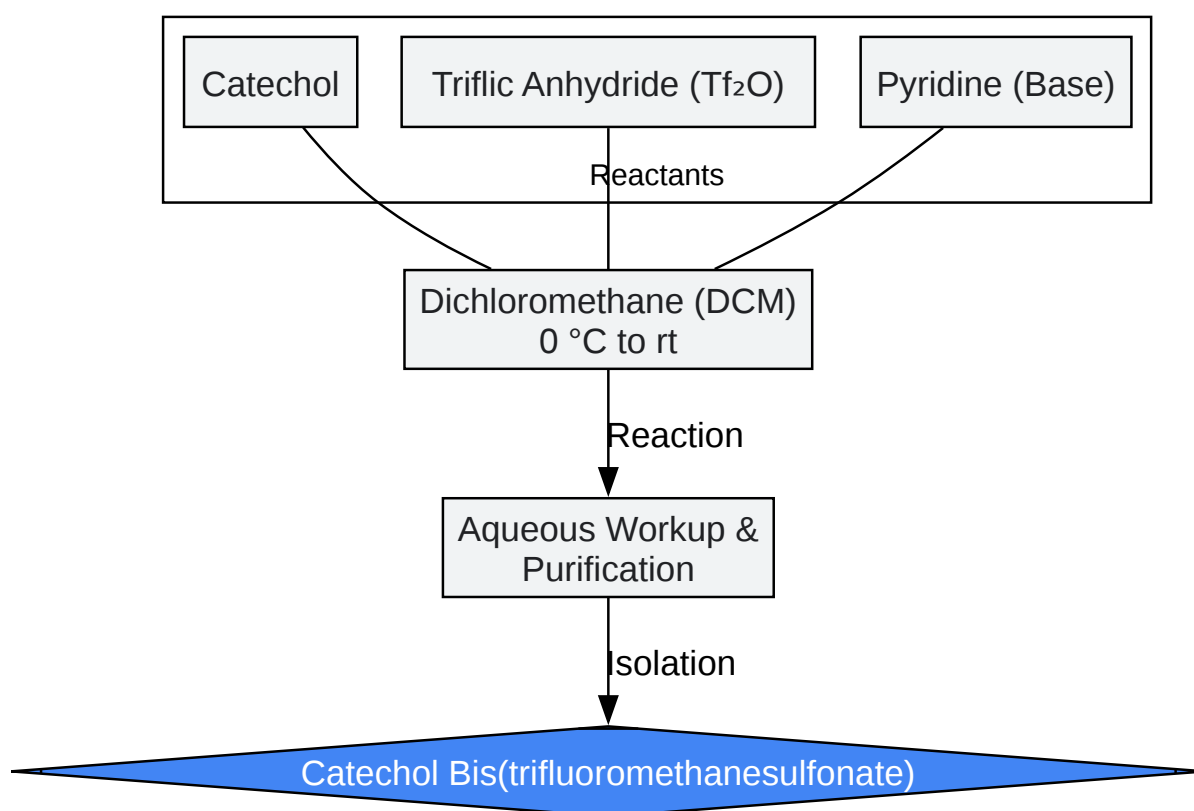 Catechol
Triflic Anhydride (Tf₂O)
Pyridine (Base)
Reactants
Dichloromethane (DCM)
0 °C to rt
Reaction
Aqueous Workup &
Purification
Isolation
Catechol Bis(trifluoromethanesulfonate)